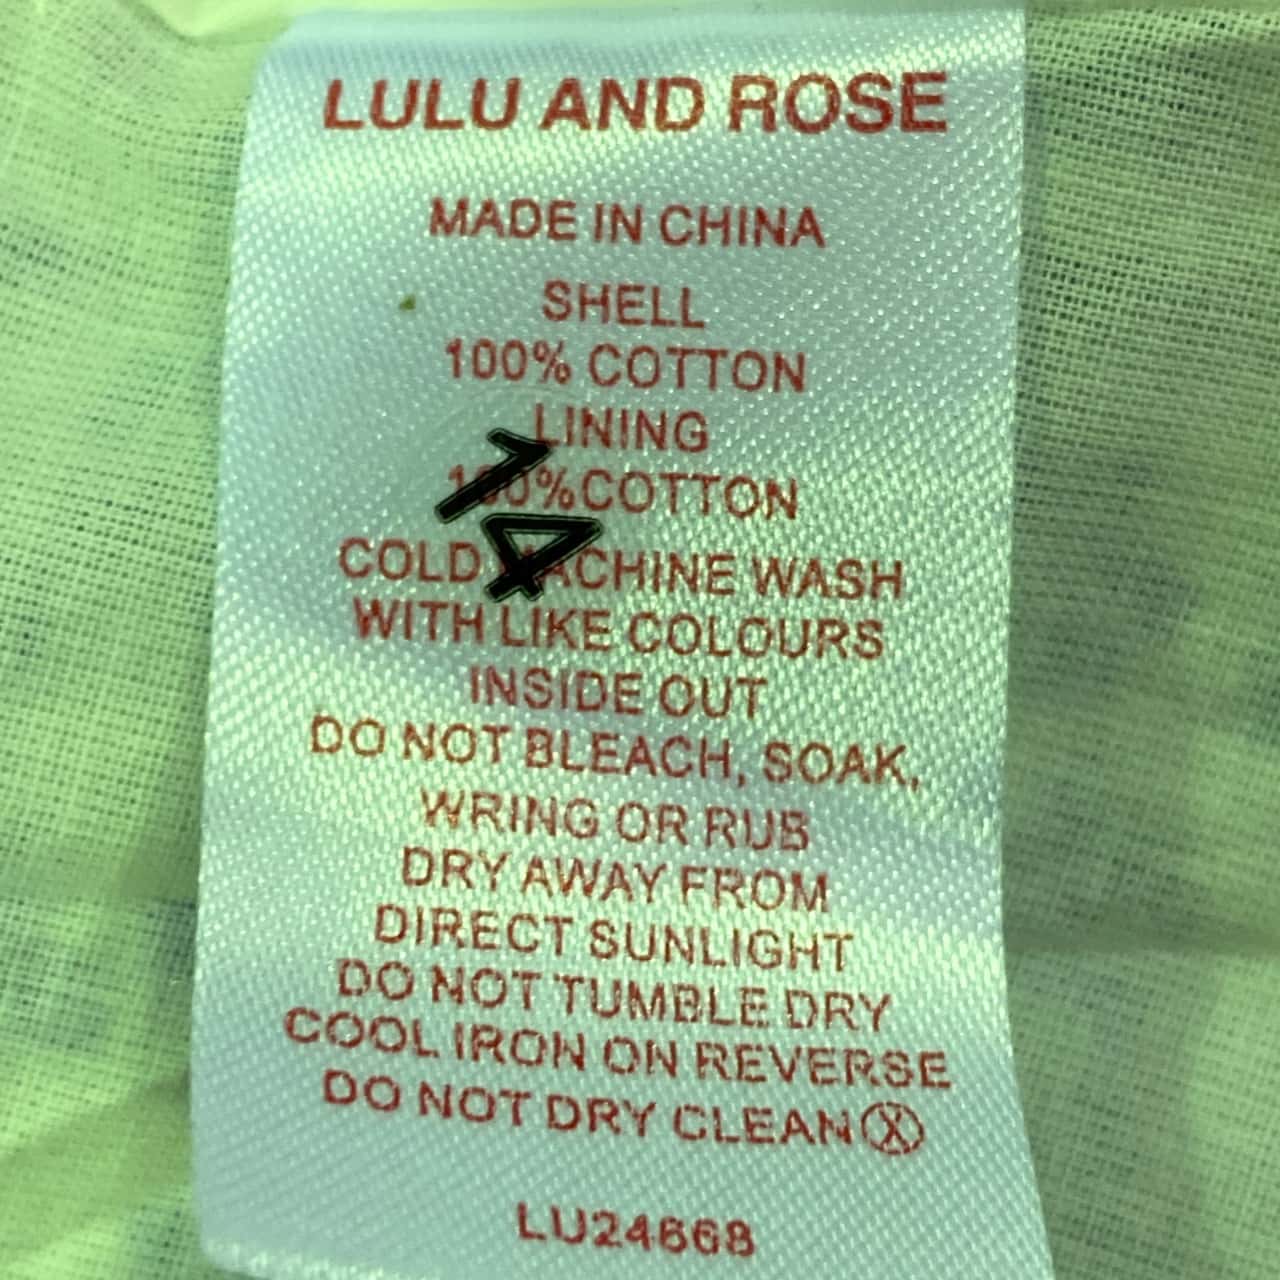 LULU AND ROSE
MADE IN CHINA
SHELL
100% COTTON
LINING
100%COTTON
14
COLD MACHINE WASH
WITH LIKE COLOURS
INSIDE OUT
DO NOT BLEACH, SOAK,
WRING OR RUB
DRY AWAY FROM
DIRECT SUNLIGHT
DO NOT TUMBLE DRY
COOL IRON ON REVERSE
DO NOT DRY CLEAN Ⓧ
LU24668